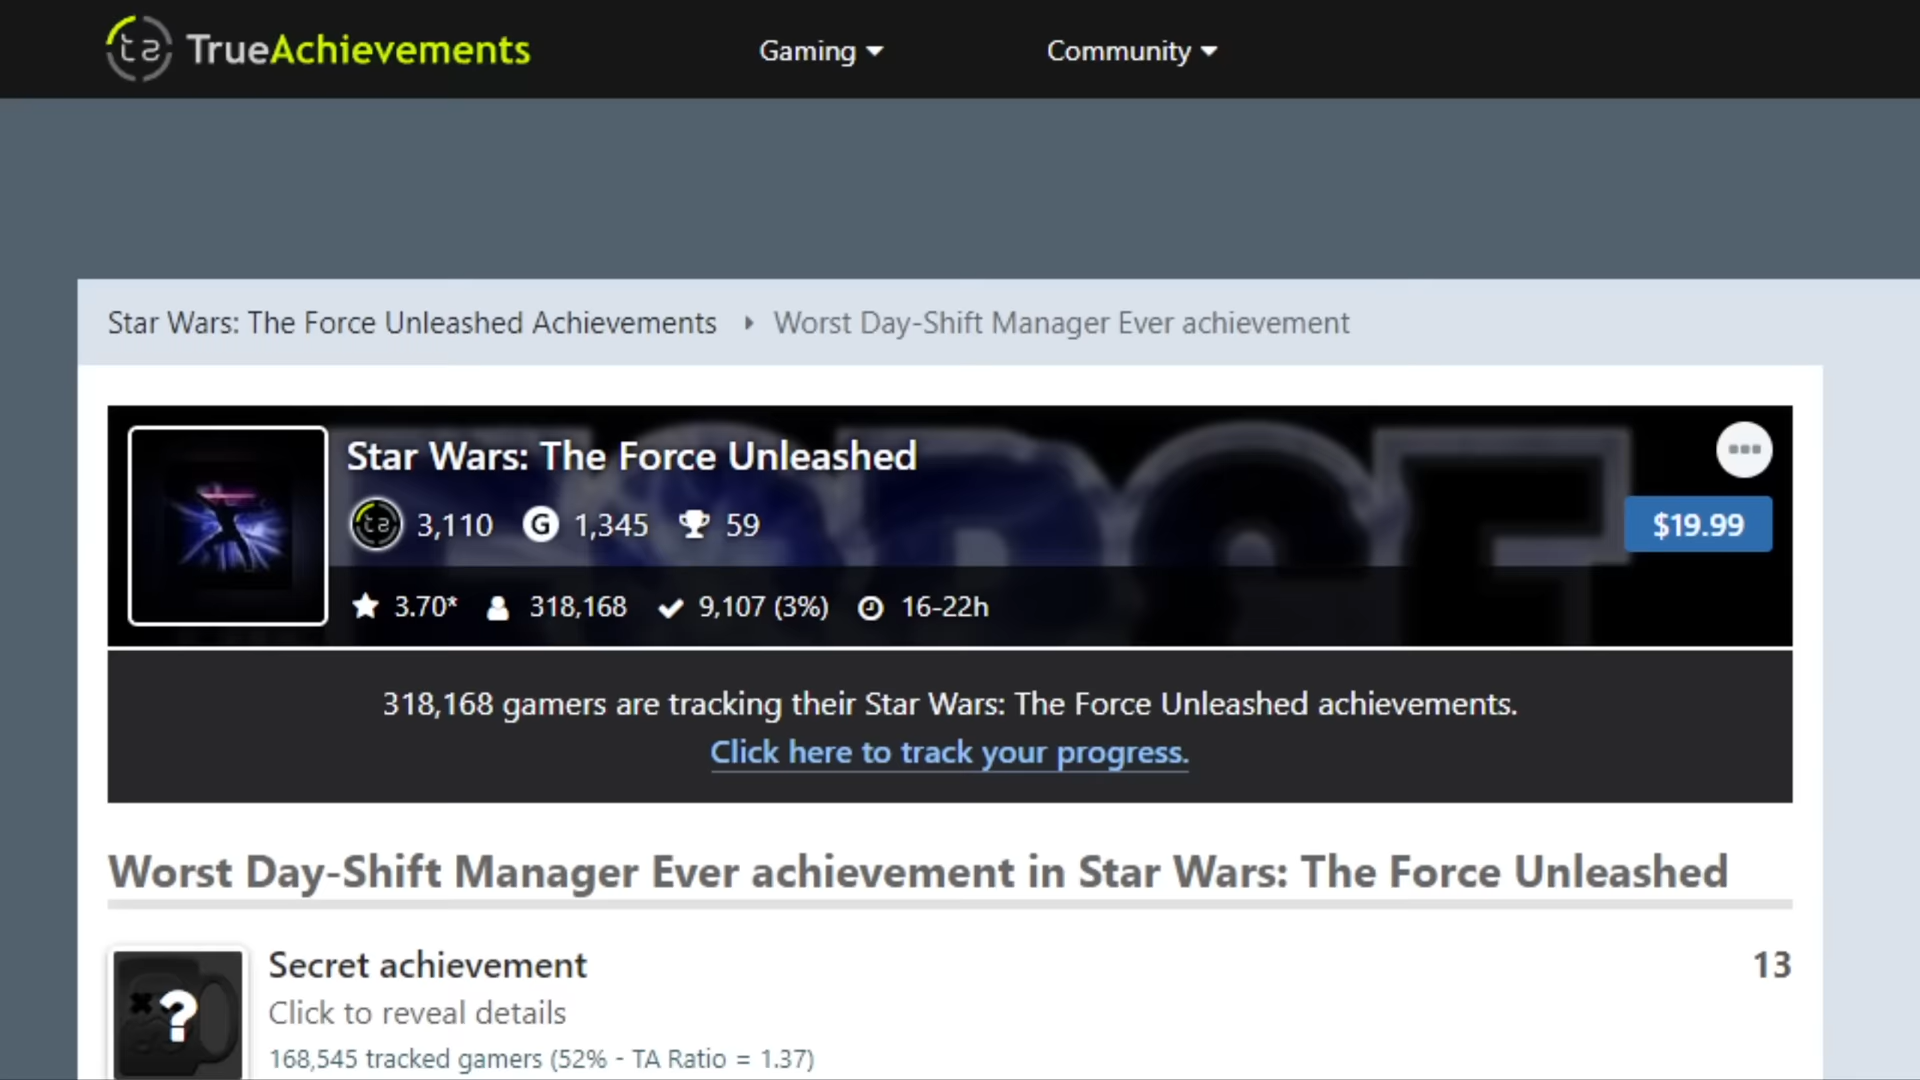 TrueAchievements
Gaming
Community
Star Wars: The Force Unleashed Achievements
Worst Day-Shift Manager Ever achievement
Star Wars: The Force Unleashed
3,110 G 1,345 59
$19.99
3.70* 318,168 9,107 (3%) 16-22h
318,168 gamers are tracking their Star Wars: The Force Unleashed achievements.
Click here to track your progress.
Worst Day-Shift Manager Ever achievement in Star Wars: The Force Unleashed
Secret achievement
13
?
Click to reveal details
168,545 tracked gamers (52% - TA Ratio = 1.37)